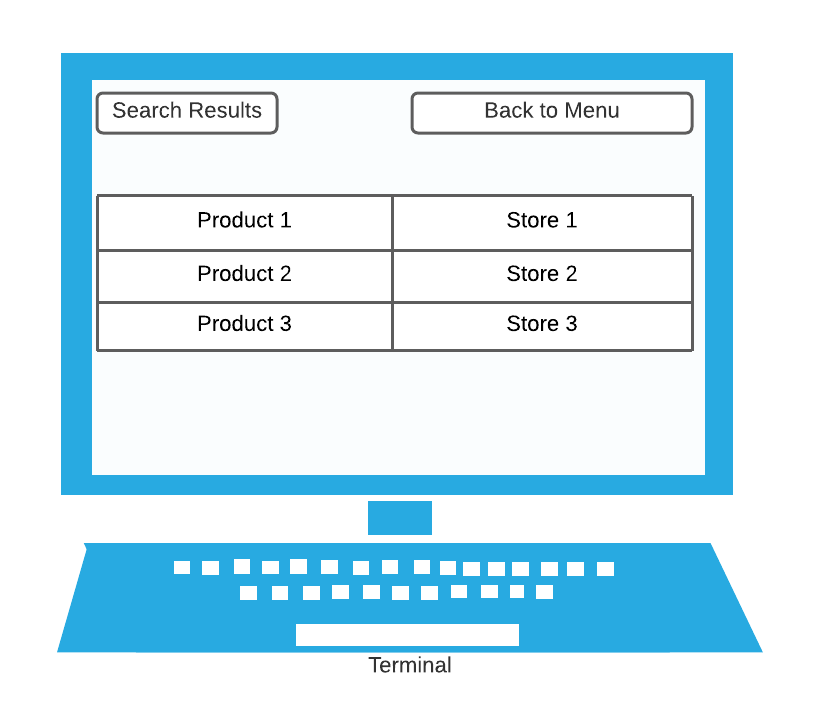 Search Results
Back to Menu
Product 1
Store 1
Product 2
Store 2
Product 3
Store 3
Terminal